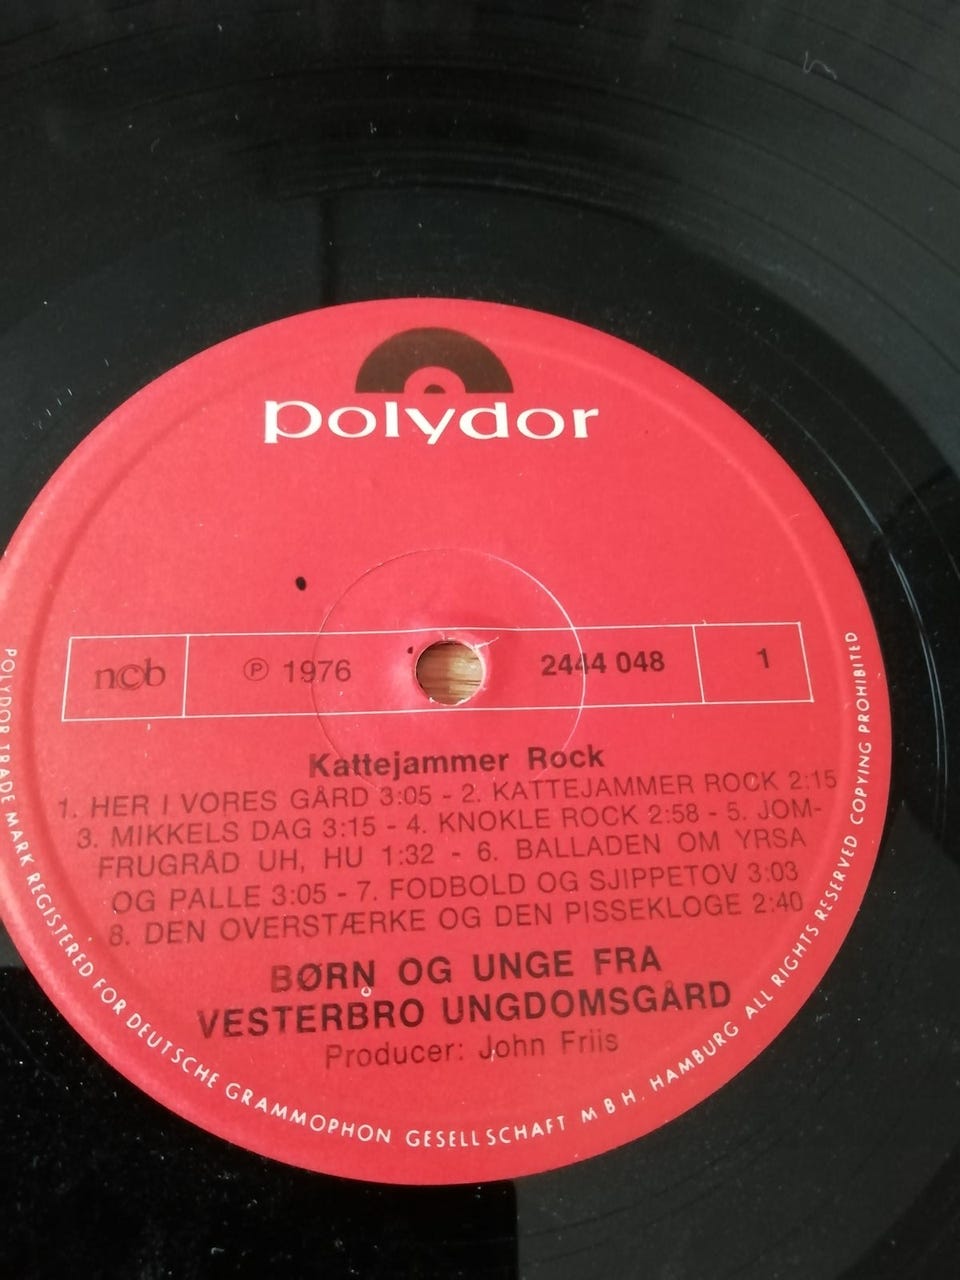 polydor
n©b ℗ 1976 2444 048 1
Kattejammer Rock
1. HER I VORES GÅRD 3:05 - 2. KATTEJAMMER ROCK 2:15
3. MIKKELS DAG 3:15 - 4. KNOKLE ROCK 2:58 - 5. JOM-
FRUGRÅD UH, HU 1:32 - 6. BALLADEN OM YRSA
OG PALLE 3:05 - 7. FODBOLD OG SJIPPETOV 3:03
8. DEN OVERSTÆRKE OG DEN PISSEKLOGE 2:40
BØRN OG UNGE FRA
VESTERBRO UNGDOMSGÅRD
Producer: John Friis
POLYDOR TRADE MARK REGISTERED FOR DEUTSCHE GRAMMOPHON GESELLSCHAFT M B H. HAMBURG ALL RIGHTS RESERVED COPYING PROHIBITED